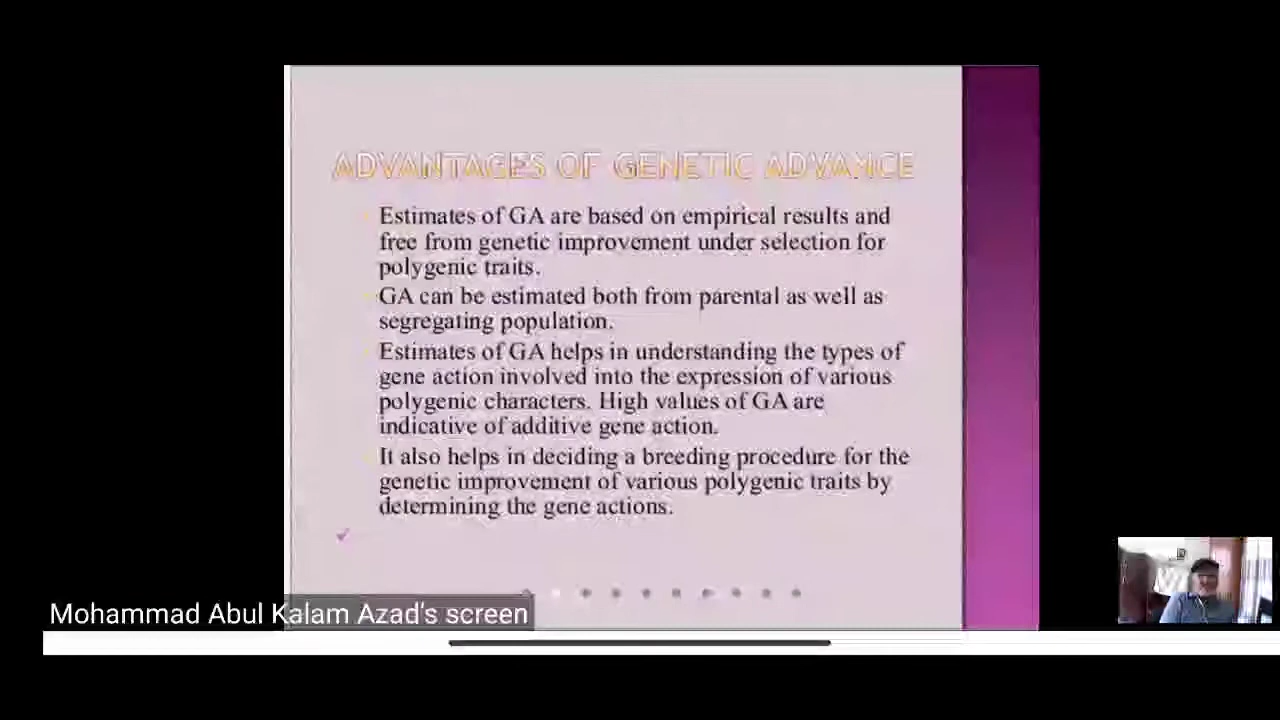 ADVANTAGES OF GENETIC ADVANCE
Estimates of GA are based on empirical results and
free from genetic improvement under selection for
polygenic traits.
GA can be estimated both from parental as well as
segregating population.
Estimates of GA helps in understanding the types of
gene action involved into the expression of various
polygenic characters. High values of GA are
indicative of additive gene action.
It also helps in deciding a breeding procedure for the
genetic improvement of various polygenic traits by
determining the gene actions.
Mohammad Abul Kalam Azad's screen